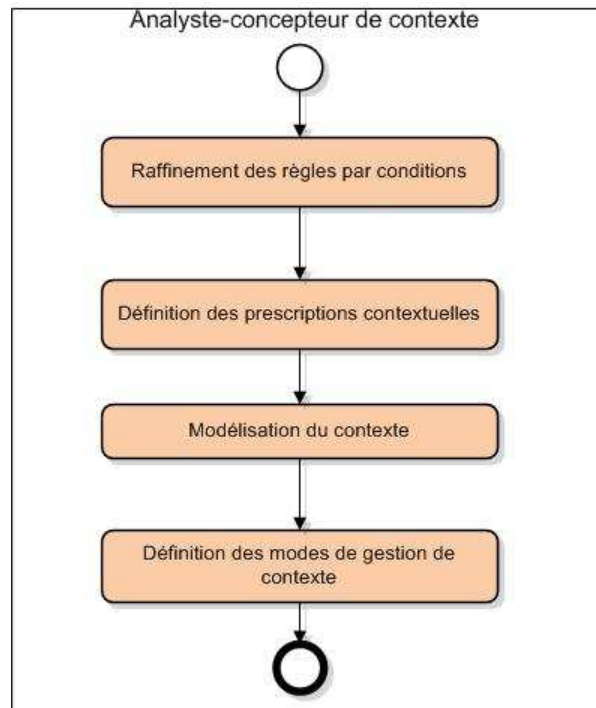 Analyste-concepteur de contexte
Raffinement des règles par conditions
Définition des prescriptions contextuelles
Modélisation du contexte
Définition des modes de gestion de
contexte